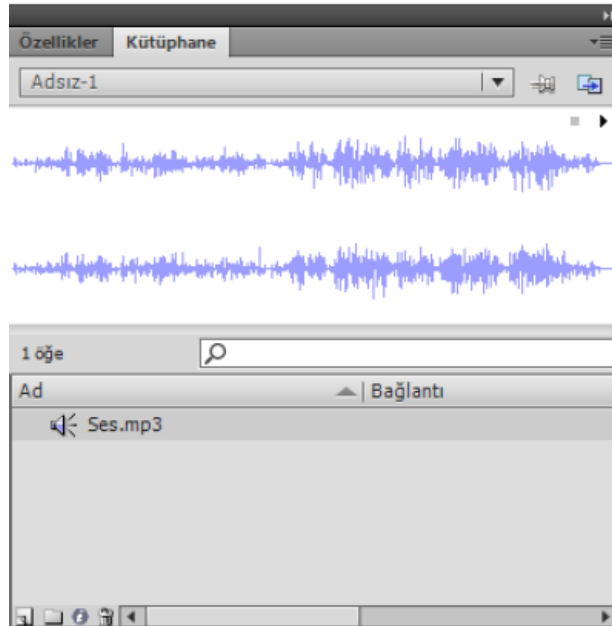 Özellikler Kütüphane
Adsız-1
1 öğe
Ad Bağlantı
Ses.mp3